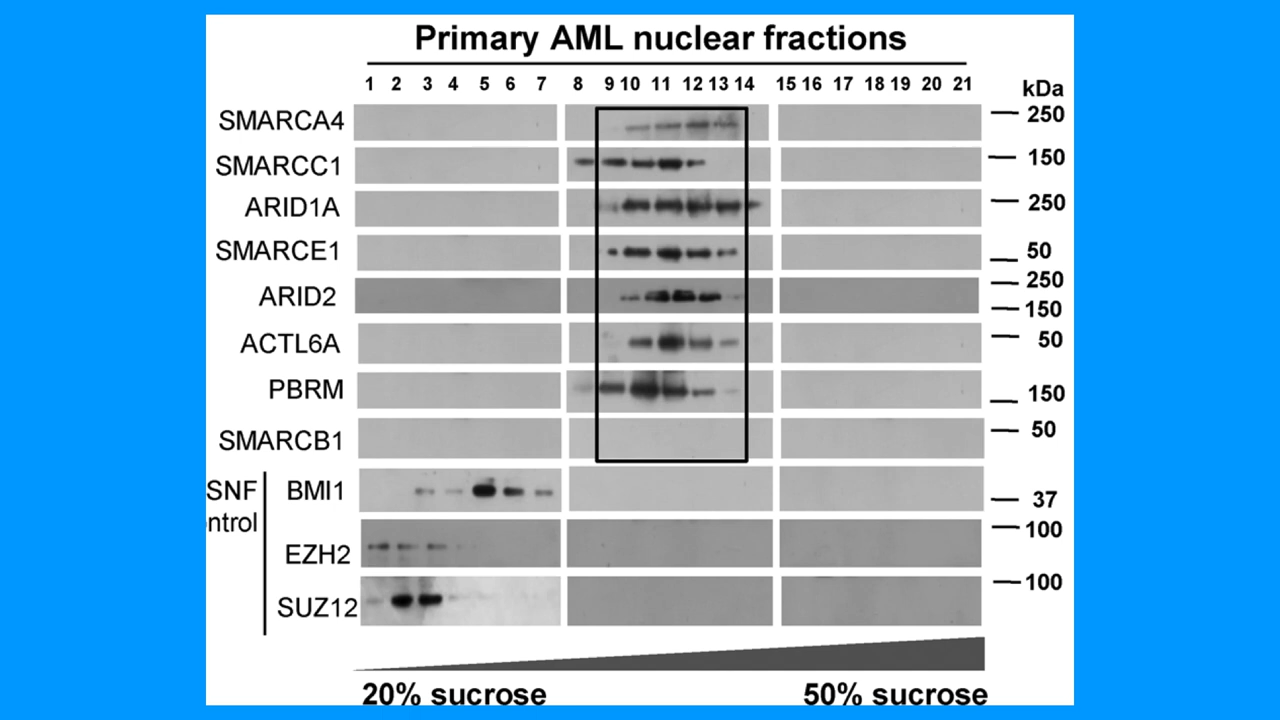 Primary AML nuclear fractions
1 2 3 4 5 6 7 8 9 10 11 12 13 14 15 16 17 18 19 20 21
kDa
SMARCA4 250
SMARCC1 150
ARID1A 250
SMARCE1 50
250
ARID2
150
ACTL6A 50
PBRM 150
SMARCB1 50
SNF BMI1 37
ntrol
100
EZH2
100
SUZ12
20% sucrose 50% sucrose